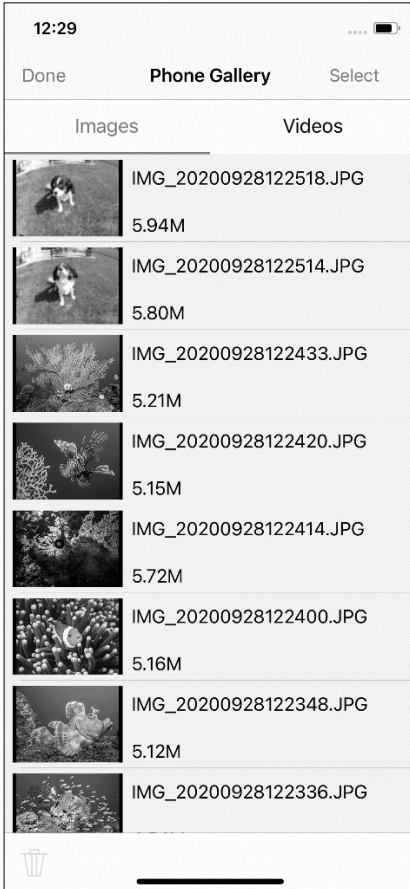 12:29
Done Phone Gallery Select
Images Videos
IMG_20200928122518.JPG
5.94M
IMG_20200928122514.JPG
5.80M
IMG_20200928122433.JPG
5.21M
IMG_20200928122420.JPG
5.15M
IMG_20200928122414.JPG
5.72M
IMG_20200928122400.JPG
5.16M
IMG_20200928122348.JPG
5.12M
IMG_20200928122336.JPG